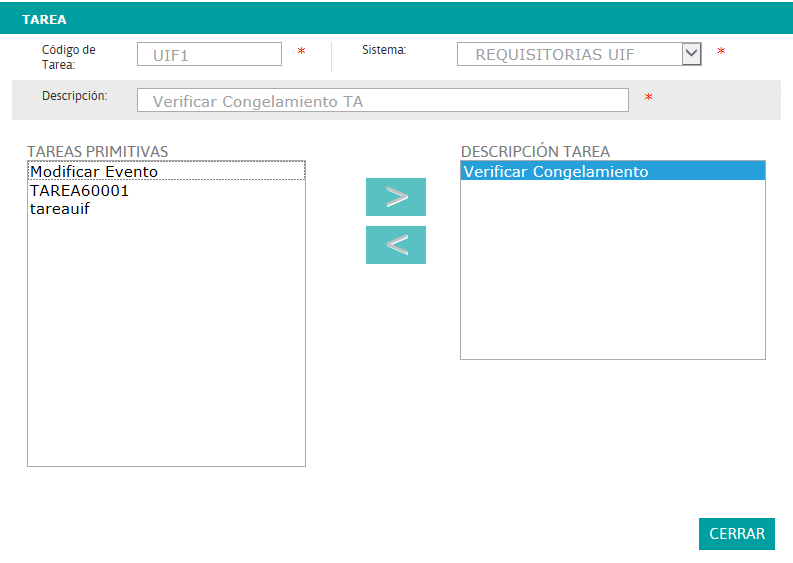 TAREA
Código de
Tarea:
UIF1
*
Sistema:
REQUISITORIAS UIF
*
Descripción:
Verificar Congelamiento TA
*
TAREAS PRIMITIVAS
Modificar Evento
TAREA60001
tareauif
>
<
DESCRIPCIÓN TAREA
Verificar Congelamiento
CERRAR